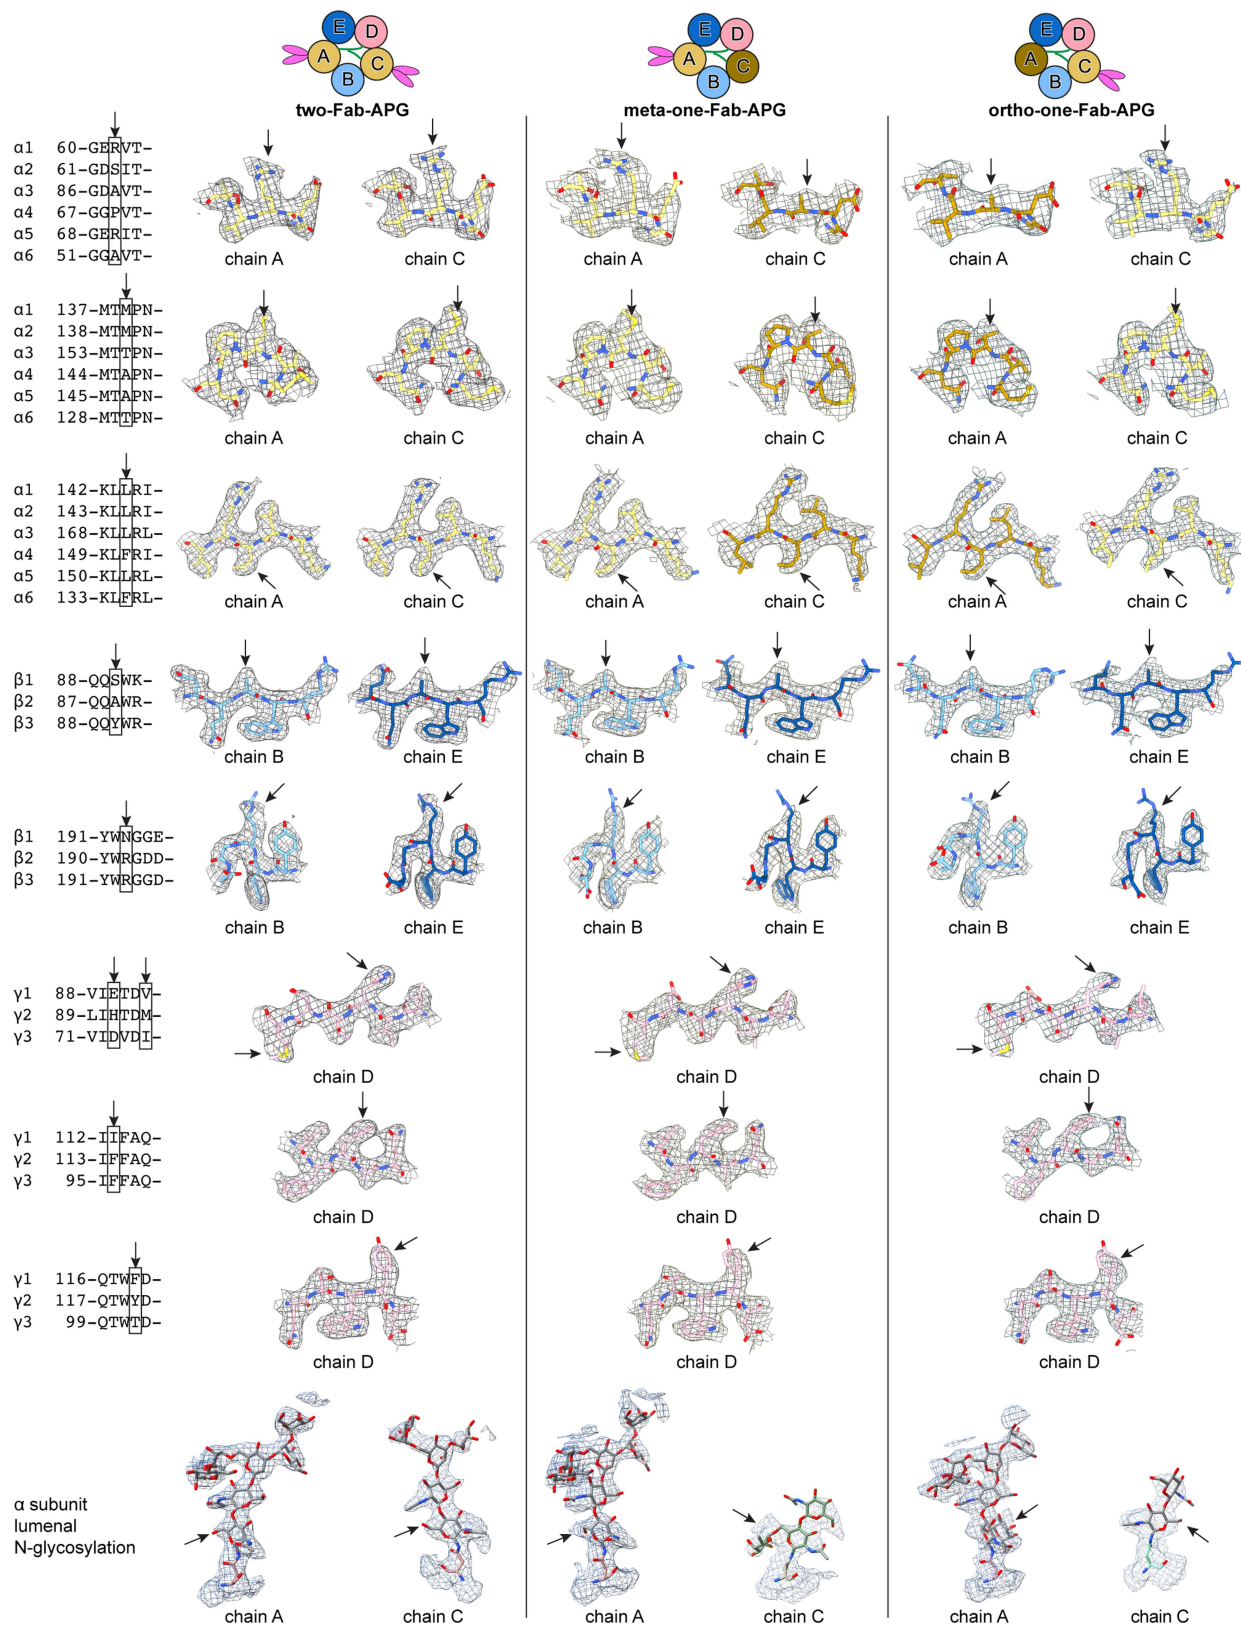 E D A C B
E D A C B
E D A C B
two-Fab-APG meta-one-Fab-APG ortho-one-Fab-APG
α1 60-GERVT-
α2 61-GDSIT-
α3 86-GDAVT-
α4 67-GGPVT-
α5 68-GERIT-
α6 51-GGAVT-
chain A chain C chain A chain C chain A chain C
α1 137-MTMPN-
α2 138-MTMPN-
α3 153-MTTPN-
α4 144-MTAPN-
α5 145-MTAPN-
α6 128-MTTPN-
chain A chain C chain A chain C chain A chain C
α1 142-KLLRI-
α2 143-KLLRI-
α3 168-KLLRL-
α4 149-KLFRI-
α5 150-KLLRL-
α6 133-KLFRL-
chain A chain C chain A chain C chain A chain C
β1 88-QQSWK-
β2 87-QQAWR-
β3 88-QQYWR-
chain B chain E chain B chain E chain B chain E
β1 191-YWNGGE-
β2 190-YWRGDD-
β3 191-YWRGGD-
chain B chain E chain B chain E chain B chain E
γ1 88-VIETDV-
γ2 89-LIHTDM-
γ3 71-VIDVDI-
chain D chain D chain D
γ1 112-IIFAQ-
γ2 113-IFFAQ-
γ3 95-IFFAQ-
chain D chain D chain D
γ1 116-QTWFD-
γ2 117-QTWYD-
γ3 99-QTWTD-
chain D chain D chain D
α subunit
lumenal
N-glycosylation
chain A chain C chain A chain C chain A chain C